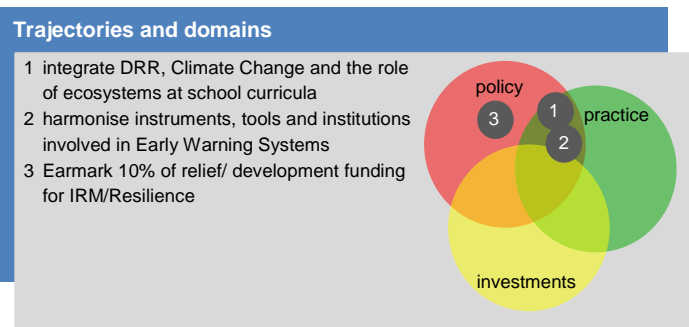 Trajectories and domains
1 integrate DRR, Climate Change and the role
of ecosystems at school curricula
2 harmonise instruments, tools and institutions
involved in Early Warning Systems
3 Earmark 10% of relief/ development funding
for IRM/Resilience
policy
3
1
practice
2
investments